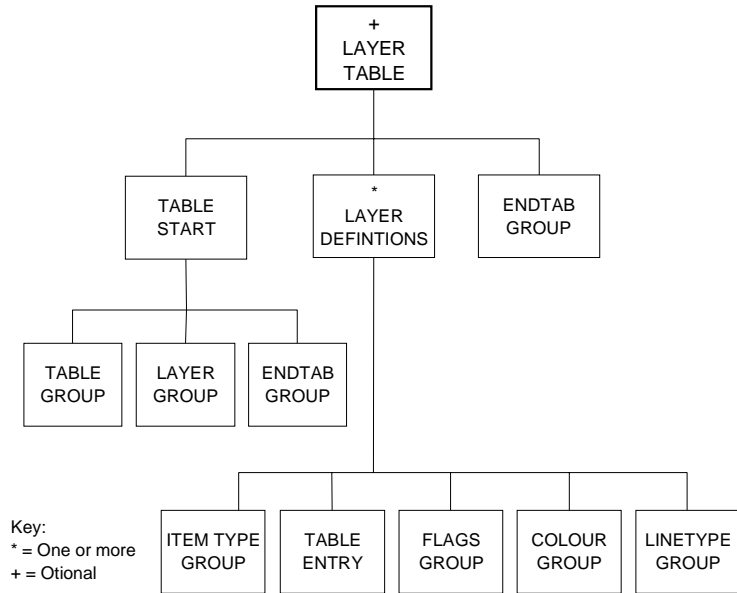 +
LAYER
TABLE
TABLE
START
*
LAYER
DEFINTIONS
ENDTAB
GROUP
TABLE
GROUP
LAYER
GROUP
ENDTAB
GROUP
ITEM TYPE
GROUP
TABLE
ENTRY
FLAGS
GROUP
COLOUR
GROUP
LINETYPE
GROUP
Key:
* = One or more
+ = Otional